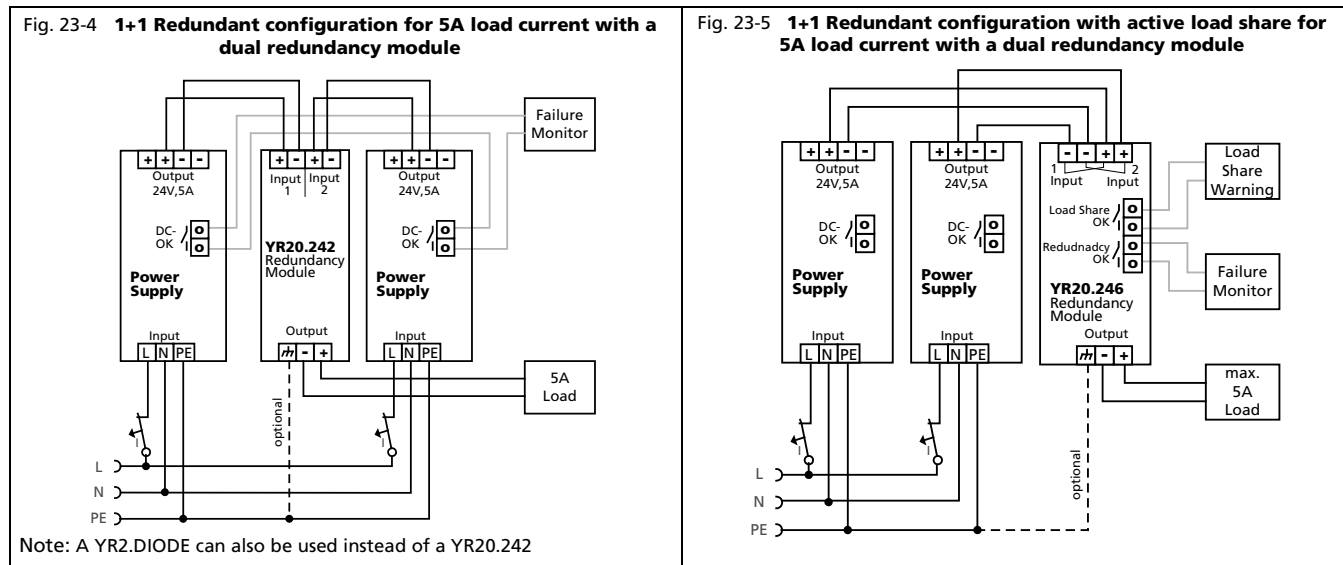 Fig. 23-4 1+1 Redundant configuration for 5A load current with a
dual redundancy module
Failure
Monitor
+ + - -
Output
24V,5A
DC-
OK
I
O
O
Power
Supply
Input
L N PE
+ - + -
Input
1
Input
2
YR20.242
Redundancy
Module
Output
- +
+ + - -
Output
24V,5A
DC-
OK
I
O
O
Power
Supply
Input
L N PE
5A
Load
optional
I
I
L
N
PE
Note: A YR2.DIODE can also be used instead of a YR20.242
Fig. 23-5 1+1 Redundant configuration with active load share for
5A load current with a dual redundancy module
+ + - -
Output
24V,5A
DC-
OK
I
O
O
Power
Supply
Input
L N PE
+ + - -
Output
24V,5A
DC-
OK
I
O
O
Power
Supply
Input
L N PE
- - + +
1
Input
2
Input
Load Share
OK
I
O
O
Redudnadcy
OK
I
O
O
YR20.246
Redundancy
Module
Output
- +
Load
Share
Warning
Failure
Monitor
max.
5A
Load
optional
I
I
L
N
PE